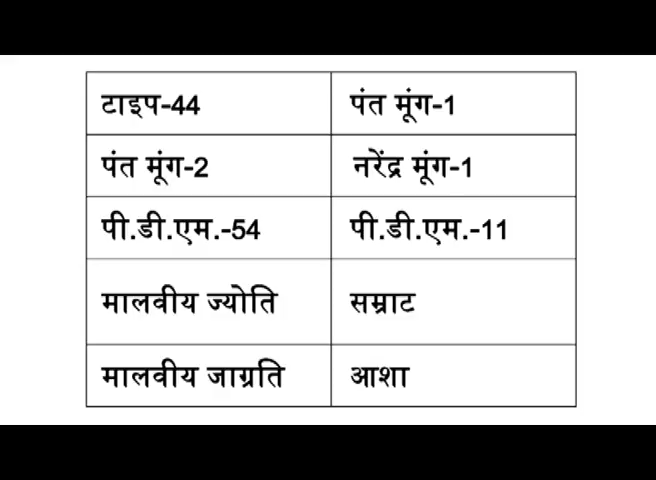 टाइप-44 पंत मूंग-1
पंत मूंग-2 नरेंद्र मूंग-1
पी.डी.एम.-54 पी.डी.एम.-11
मालवीय ज्योति सम्राट
मालवीय जाग्रति आशा